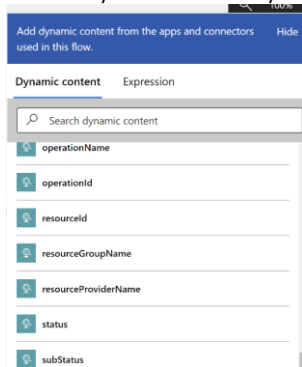 100%
Add dynamic content from the apps and connectors used in this flow.
Hide
Dynamic content
Expression
Search dynamic content
operationName
operationId
resourceId
resourceGroupName
resourceProviderName
status
subStatus